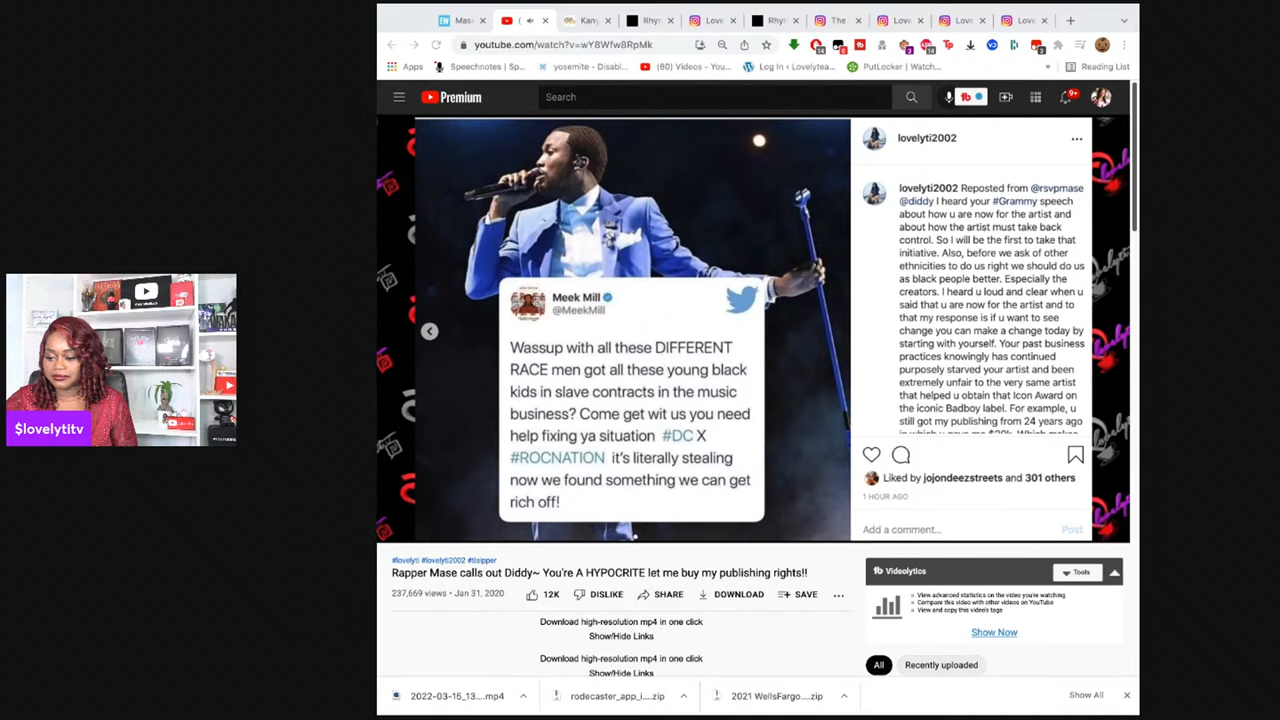 Mas
Kany
Rhyn
Love
Rhyn
The
Love
Love
Love
youtube.com/watch?v=wY8Wfw8RpMk
Apps
Speechnotes | Sp...
yosemite - Disabl...
(60) Videos - You...
Log In ‹ Lovelytea...
PutLocker | Watch...
»
Reading List
Premium
Search
9+
lovelyti2002
Meek Mill
@MeekMill
Wassup with all these DIFFERENT
RACE men got all these young black
kids in slave contracts in the music
business? Come get wit us you need
help fixing ya situation #DC X
#ROCNATION it's literally stealing
now we found something we can get
rich off!
lovelyti2002 Reposted from @rsvpmase
@diddy I heard your #Grammy speech
about how u are now for the artist and
about how the artist must take back
control. So I will be the first to take that
initiative. Also, before we ask of other
ethnicities to do us right we should do us
as black people better. Especially the
creators. I heard u loud and clear when u
said that u are now for the artist and to
that my response is if u want to see
change you can make a change today by
starting with yourself. Your past business
practices knowingly has continued
purposely starved your artist and been
extremely unfair to the very same artist
that helped u obtain that Icon Award on
the iconic Badboy label. For example, u
still got my publishing from 24 years ago
Liked by jojondeezstreets and 301 others
1 HOUR AGO
Add a comment...
Post
$lovelytitv
#lovelyti #lovelyti2002 #tisipper
Rapper Mase calls out Diddy~ You're A HYPOCRITE let me buy my publishing rights!!
237,669 views • Jan 31, 2020
12K
DISLIKE
SHARE
DOWNLOAD
SAVE
Download high-resolution mp4 in one click
Show/Hide Links
Download high-resolution mp4 in one click
Show/Hide Links
tb Videolytics
Tools
View advanced statistics on the video you're watching
Compare this video with other videos on YouTube
View and copy this video's tags
Show Now
All
Recently uploaded
2022-03-15_13....mp4
rodecaster_app_i....zip
2021 WellsFargo....zip
Show All